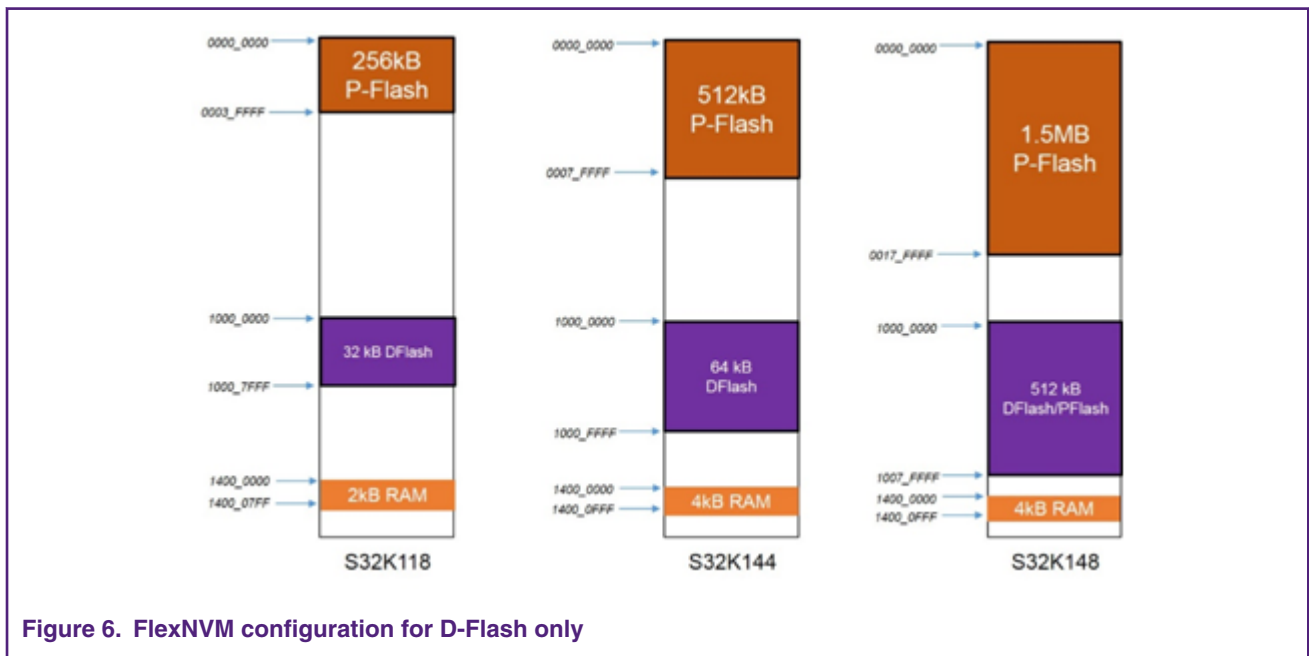 0000_0000
256kB
P-Flash
0003_FFFF
1000_0000
32 kB DFlash
1000_7FFF
1400_0000
2kB RAM
1400_07FF
S32K118
0000_0000
512kB
P-Flash
0007_FFFF
1000_0000
64 kB
DFlash
1000_FFFF
1400_0000
4kB RAM
1400_0FFF
S32K144
0000_0000
1.5MB
P-Flash
0017_FFFF
1000_0000
512 kB
DFlash/PFlash
1007_FFFF
1400_0000
4kB RAM
1400_0FFF
S32K148
Figure 6. FlexNVM configuration for D-Flash only